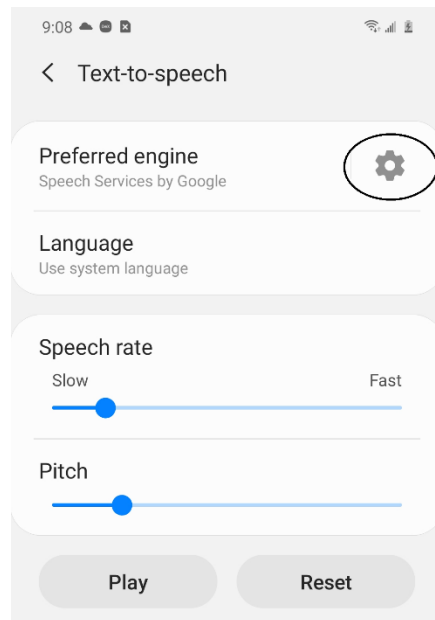 9:08
Text-to-speech
Preferred engine
Speech Services by Google
Language
Use system language
Speech rate
Slow Fast
Pitch
Play Reset